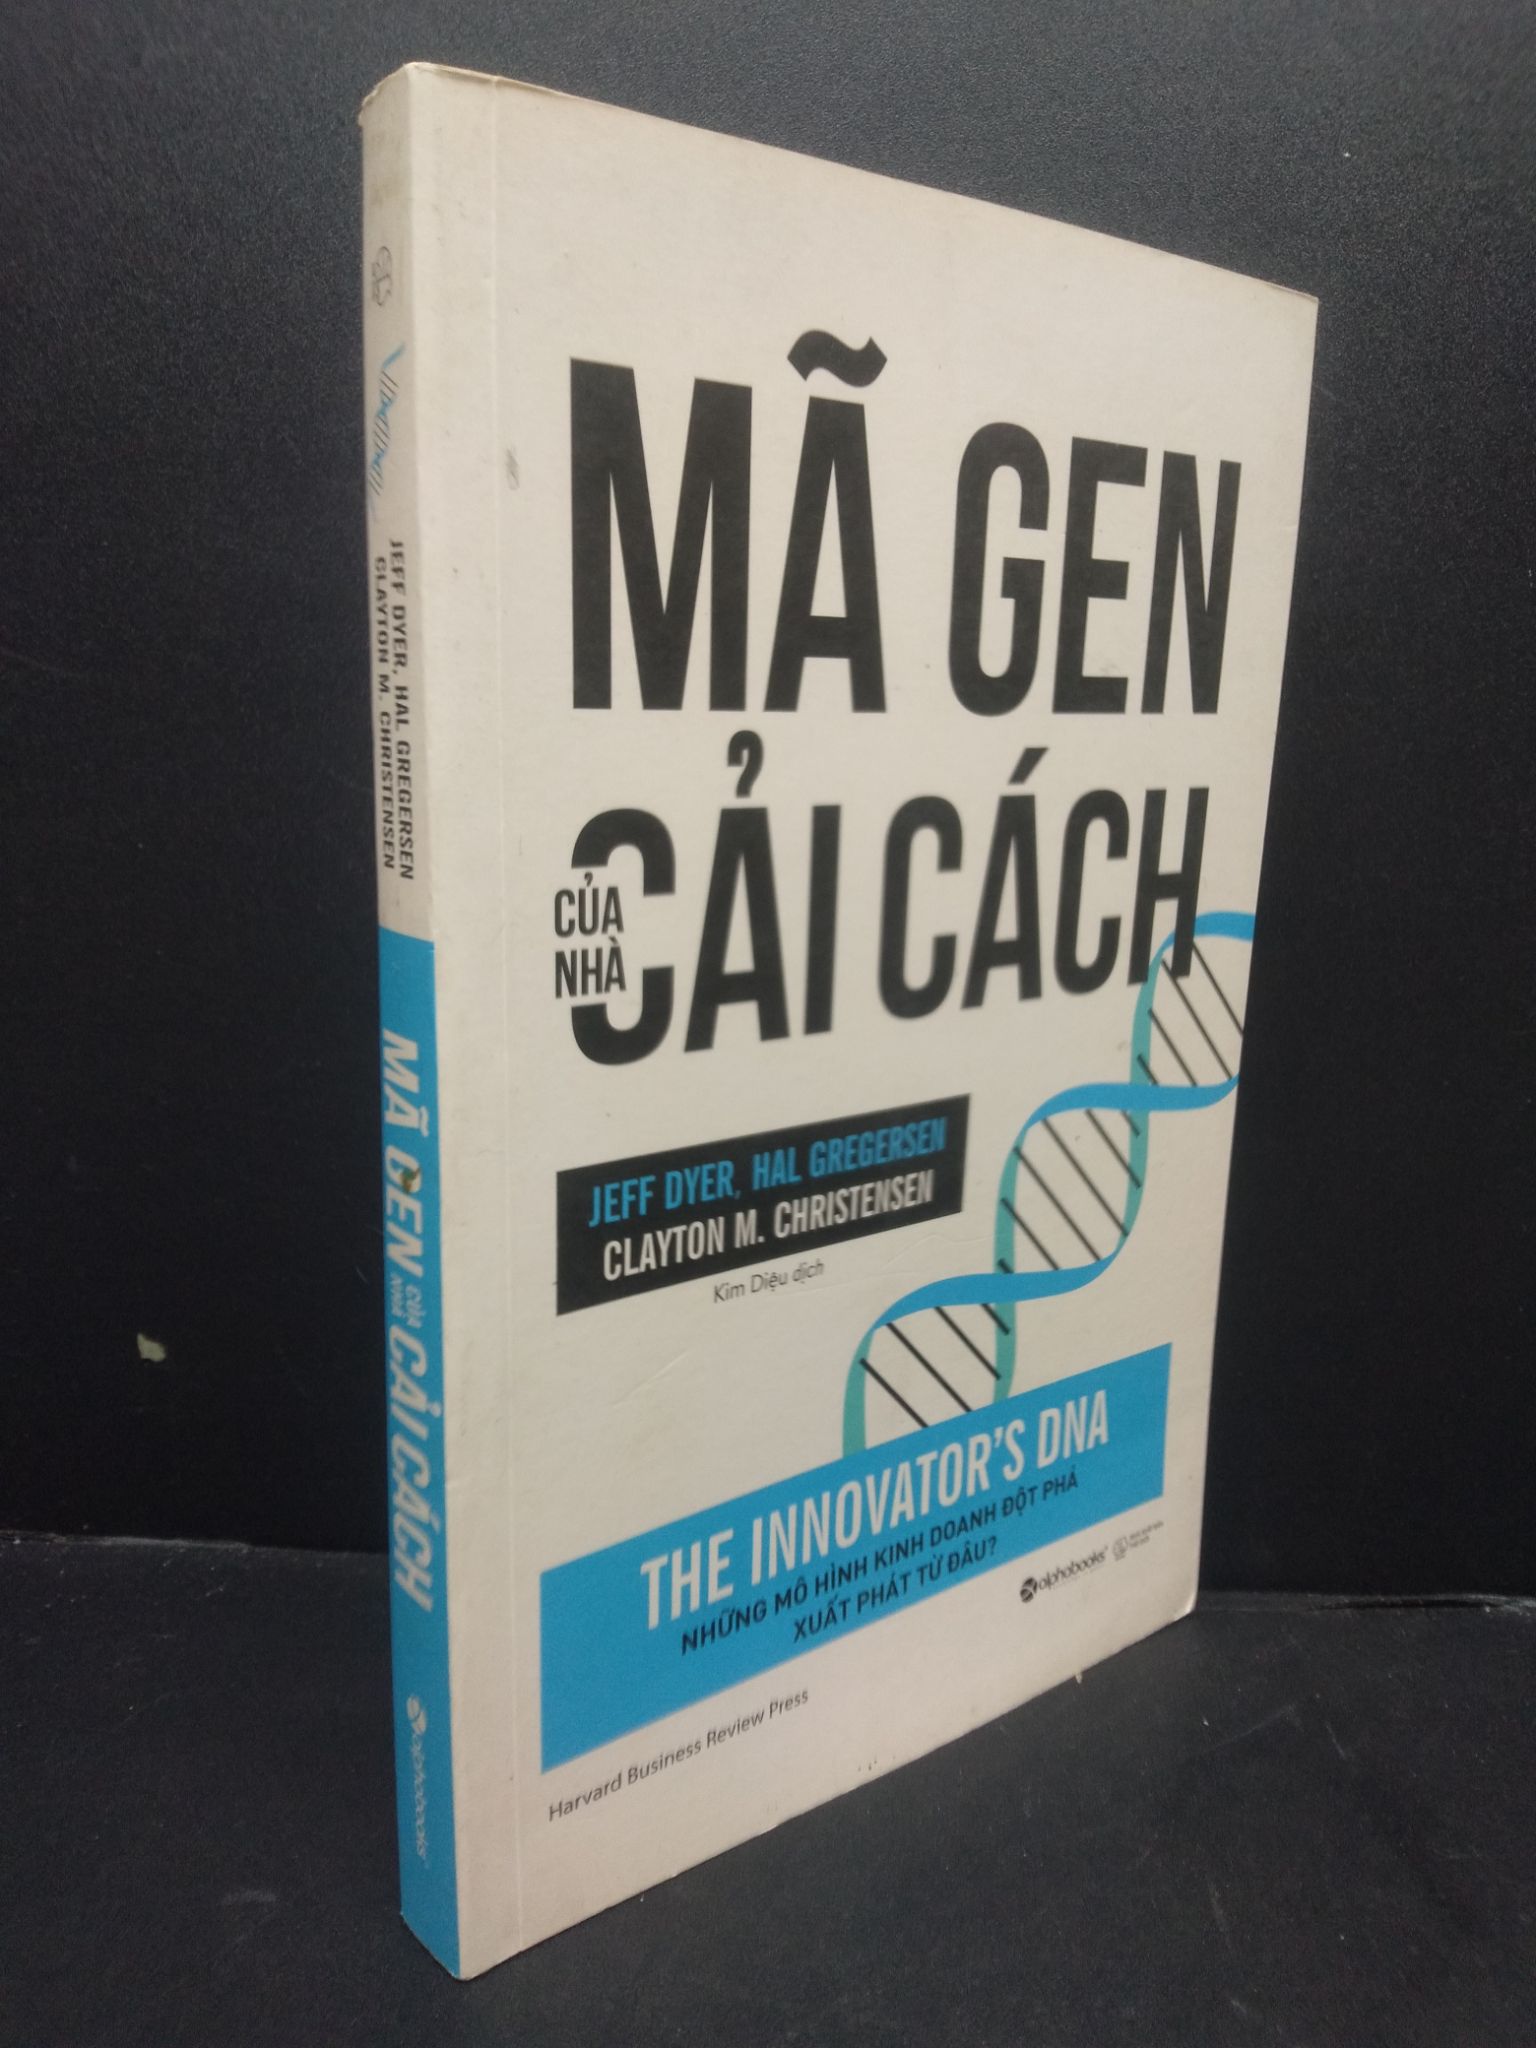 JEFF DYER, HAL GREGERSEN
CLAYTON M. CHRISTENSEN
MÃ GEN CỦA NHÀ CẢI CÁCH
alphabooks
MÃ GEN
CỦA
NHÀ
CẢI CÁCH
JEFF DYER, HAL GREGERSEN
CLAYTON M. CHRISTENSEN
Kim Diệu dịch
THE INNOVATOR'S DNA
NHỮNG MÔ HÌNH KINH DOANH ĐỘT PHÁ
XUẤT PHÁT TỪ ĐÂU?
alphabooks
Harvard Business Review Press